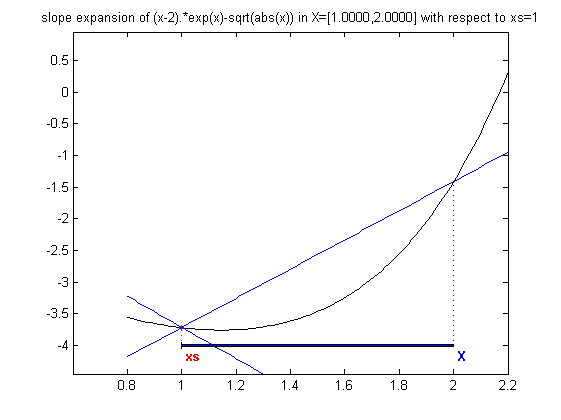 slope expansion of (x-2).*exp(x)-sqrt(abs(x)) in X=[1.0000,2.0000] with respect to xs=1
0.5
0
-0.5
-1
-1.5
-2
-2.5
-3
-3.5
-4
xs
X
0.8 1 1.2 1.4 1.6 1.8 2 2.2